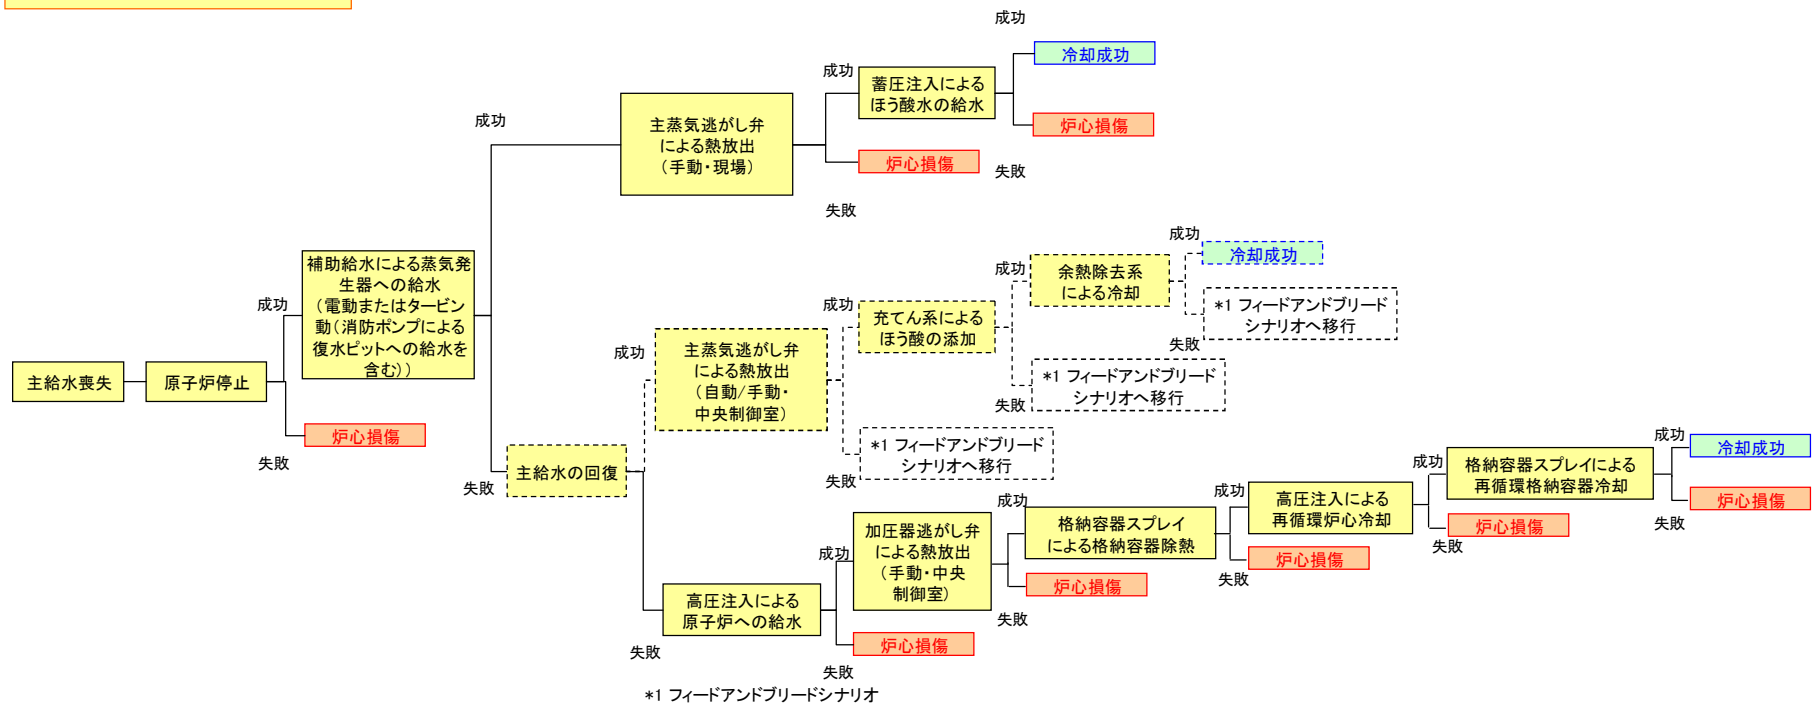 成功
冷却成功
成功
蓄圧注入による
ほう酸水の給水
炉心損傷
成功
主蒸気逃がし弁
による熱放出
（手動・現場）
炉心損傷
失敗
失敗
成功
冷却成功
補助給水による蒸気発
生器への給水
（電動またはタービン
動（消防ポンプによる
復水ピットへの給水を
含む））
成功
余熱除去系
による冷却
成功
成功
*1 フィードアンドブリード
シナリオへ移行
充てん系による
ほう酸の添加
失敗
成功
主蒸気逃がし弁
による熱放出
（自動/手動・
中央制御室）
主給水喪失
原子炉停止
*1 フィードアンドブリード
シナリオへ移行
失敗
炉心損傷
失敗
*1 フィードアンドブリード
シナリオへ移行
失敗
失敗
主給水の回復
成功
冷却成功
成功
格納容器スプレイによる
再循環格納容器冷却
炉心損傷
成功
高圧注入による
再循環炉心冷却
失敗
炉心損傷
成功
格納容器スプレイ
による格納容器除熱
失敗
炉心損傷
成功
加圧器逃がし弁
による熱放出
（手動・中央
制御室）
失敗
炉心損傷
高圧注入による
原子炉への給水
失敗
炉心損傷
失敗
失敗
*1 フィードアンドブリードシナリオ